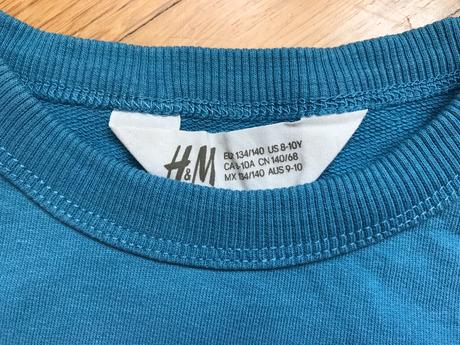 H&M
EU 134/140 US 8-10Y
CA 8-10A CN 140/68
MX 134/140 AUS 9-10